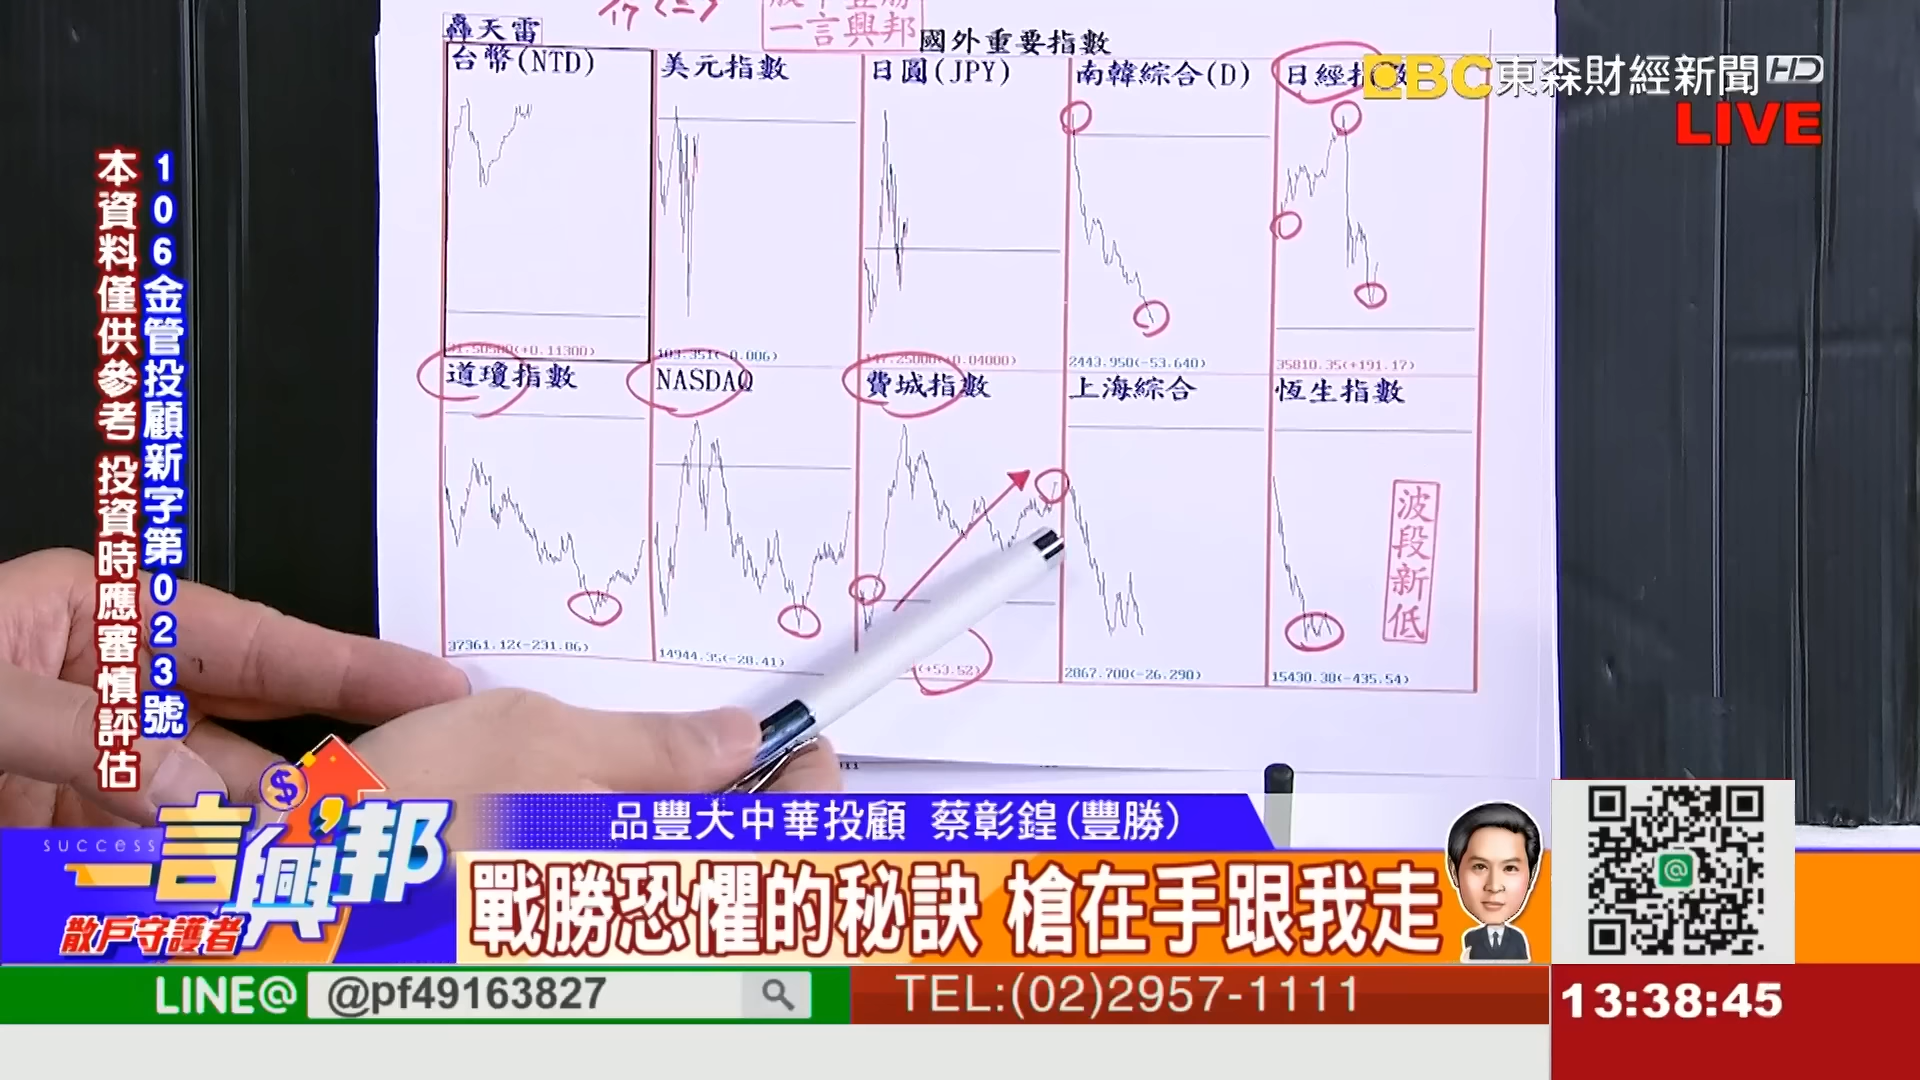 轟天雷
一言興邦
國外重要指數
台幣(NTD)
美元指數
日圓(JPY)
南韓綜合(D)
日經指
EBC東森財經新聞HD
LIVE
103.351(-0.006)
2443.950(-53.640)
35810.35(+191.17)
道瓊指數
NASDAQ
費城指數
上海綜合
恆生指數
波段新低
37361.12(-231.86)
14944.35(-28.41)
(+53.52)
2867.700(-26.290)
15430.38(-435.54)
106金管投顧新字第023號
本資料僅供參考 投資時應審慎評估
success
一言興邦
散戶守護者
品豐大中華投顧 蔡彰鍠(豐勝)
戰勝恐懼的秘訣 槍在手跟我走
LINE@ @pf49163827
TEL:(02)2957-1111
13:38:45